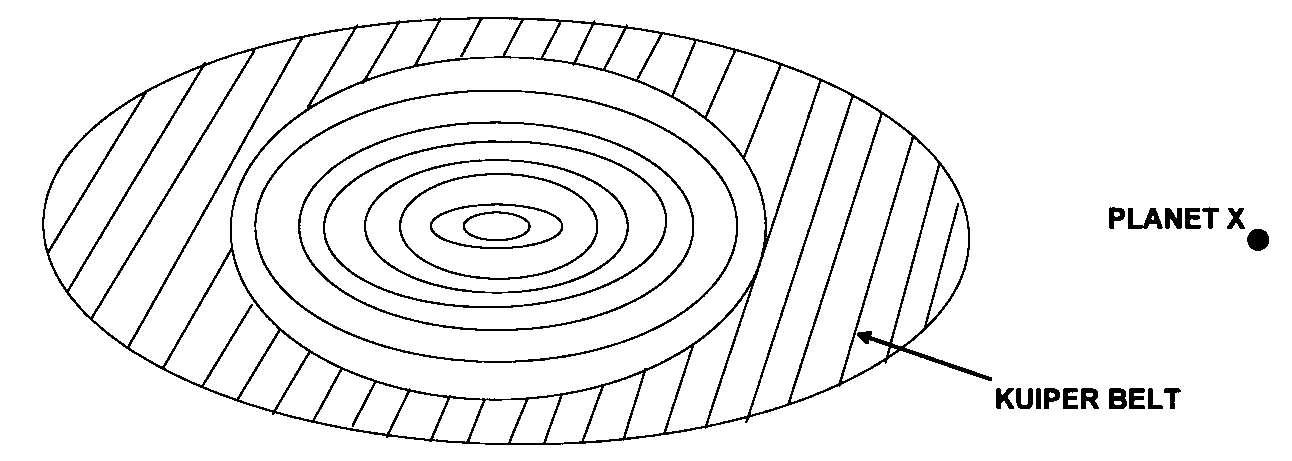 PLANET X
KUIPER BELT